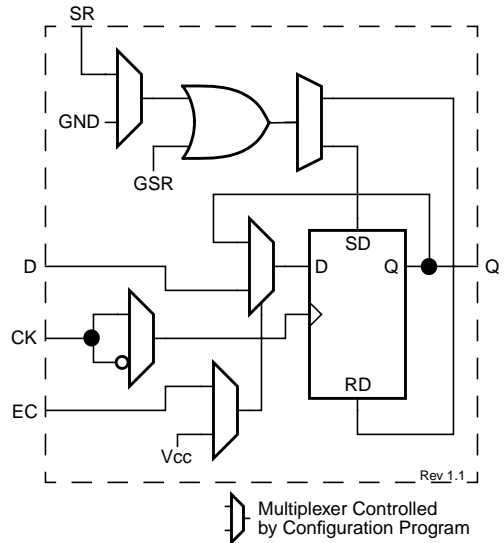 SR
GND
GSR
SD
D
D
Q
Q
CK
RD
EC
Vcc
Rev 1.1
Multiplexer Controlled
by Configuration Program